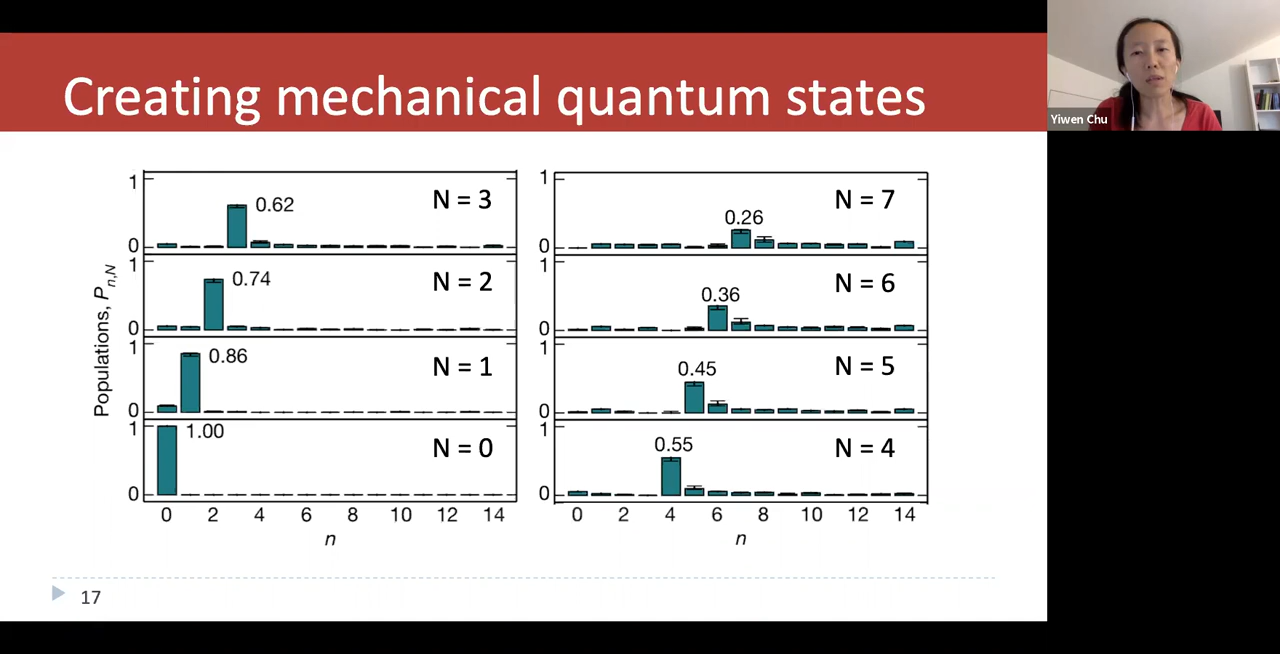 Creating mechanical quantum states
Yiwen Chu
Populations, Pn,N
1
0
0.62
N = 3
1
0
0.74
N = 2
1
0
0.86
N = 1
1
0
1.00
N = 0
0 2 4 6 8 10 12 14
n
1
0
0.26
N = 7
1
0
0.36
N = 6
1
0
0.45
N = 5
1
0
0.55
N = 4
0 2 4 6 8 10 12 14
n
17